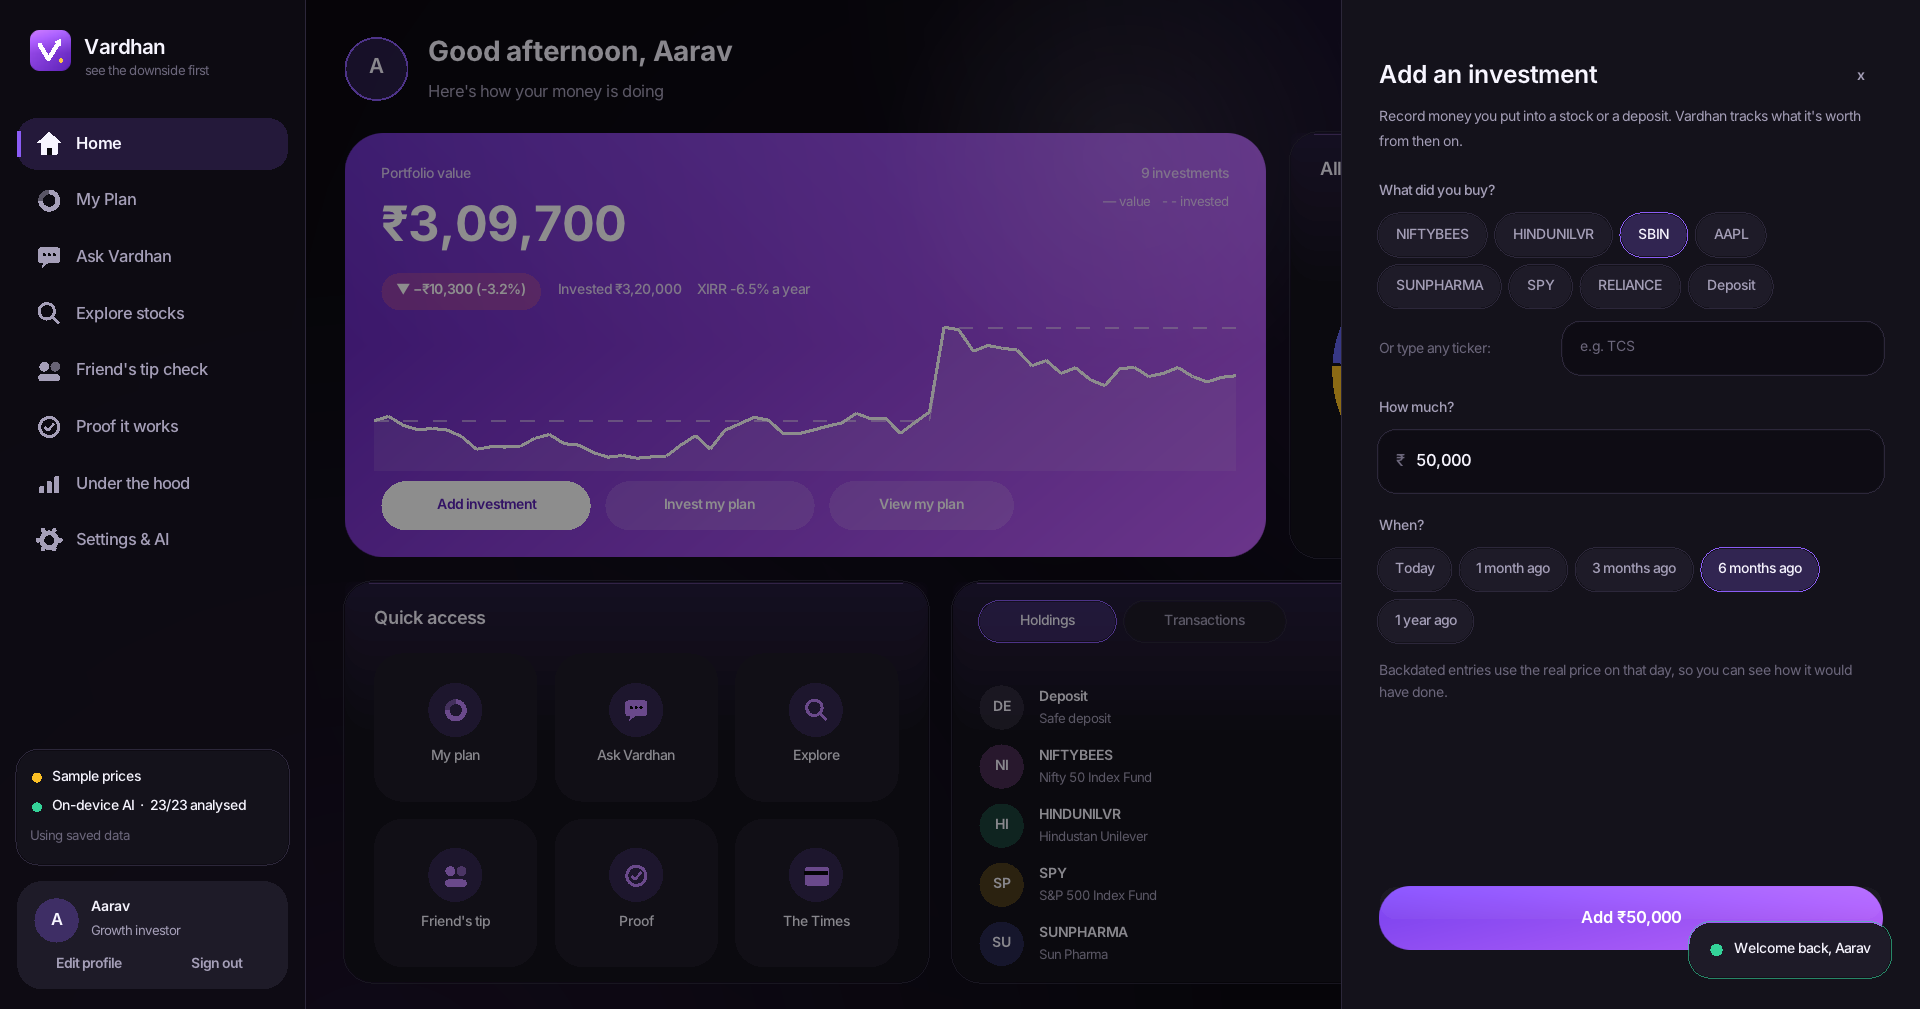 Vardhan
see the downside first
Home
My Plan
Ask Vardhan
Explore stocks
Friend's tip check
Proof it works
Under the hood
Settings & AI
Sample prices
On-device AI · 23/23 analysed
Using saved data
A
Aarav
Growth investor
Edit profile
Sign out
A
Good afternoon, Aarav
Here's how your money is doing
Portfolio value
9 investments
₹3,09,700
— value - - invested
▼ −₹10,300 (-3.2%)
Invested ₹3,20,000
XIRR -6.5% a year
Add investment
Invest my plan
View my plan
All
Quick access
My plan
Ask Vardhan
Explore
Friend's tip
Proof
The Times
Holdings
Transactions
DE
Deposit
Safe deposit
NI
NIFTYBEES
Nifty 50 Index Fund
HI
HINDUNILVR
Hindustan Unilever
SP
SPY
S&P 500 Index Fund
SU
SUNPHARMA
Sun Pharma
Add an investment
x
Record money you put into a stock or a deposit. Vardhan tracks what it's worth
from then on.
What did you buy?
NIFTYBEES
HINDUNILVR
SBIN
AAPL
SUNPHARMA
SPY
RELIANCE
Deposit
Or type any ticker:
e.g. TCS
How much?
₹ 50,000
When?
Today
1 month ago
3 months ago
6 months ago
1 year ago
Backdated entries use the real price on that day, so you can see how it would
have done.
Add ₹50,000
Welcome back, Aarav